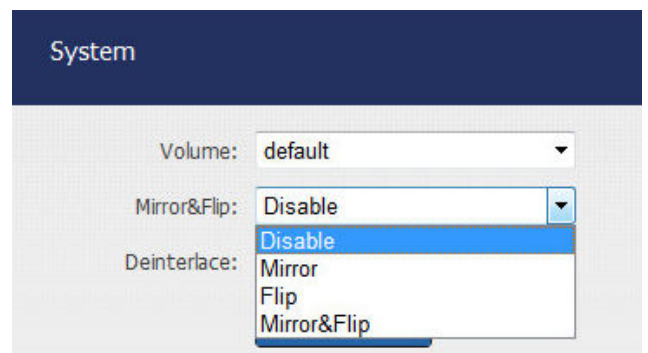 System
Volume: default
Mirror&Flip: Disable
Disable
Deinterlace:
Mirror
Flip
Mirror&Flip